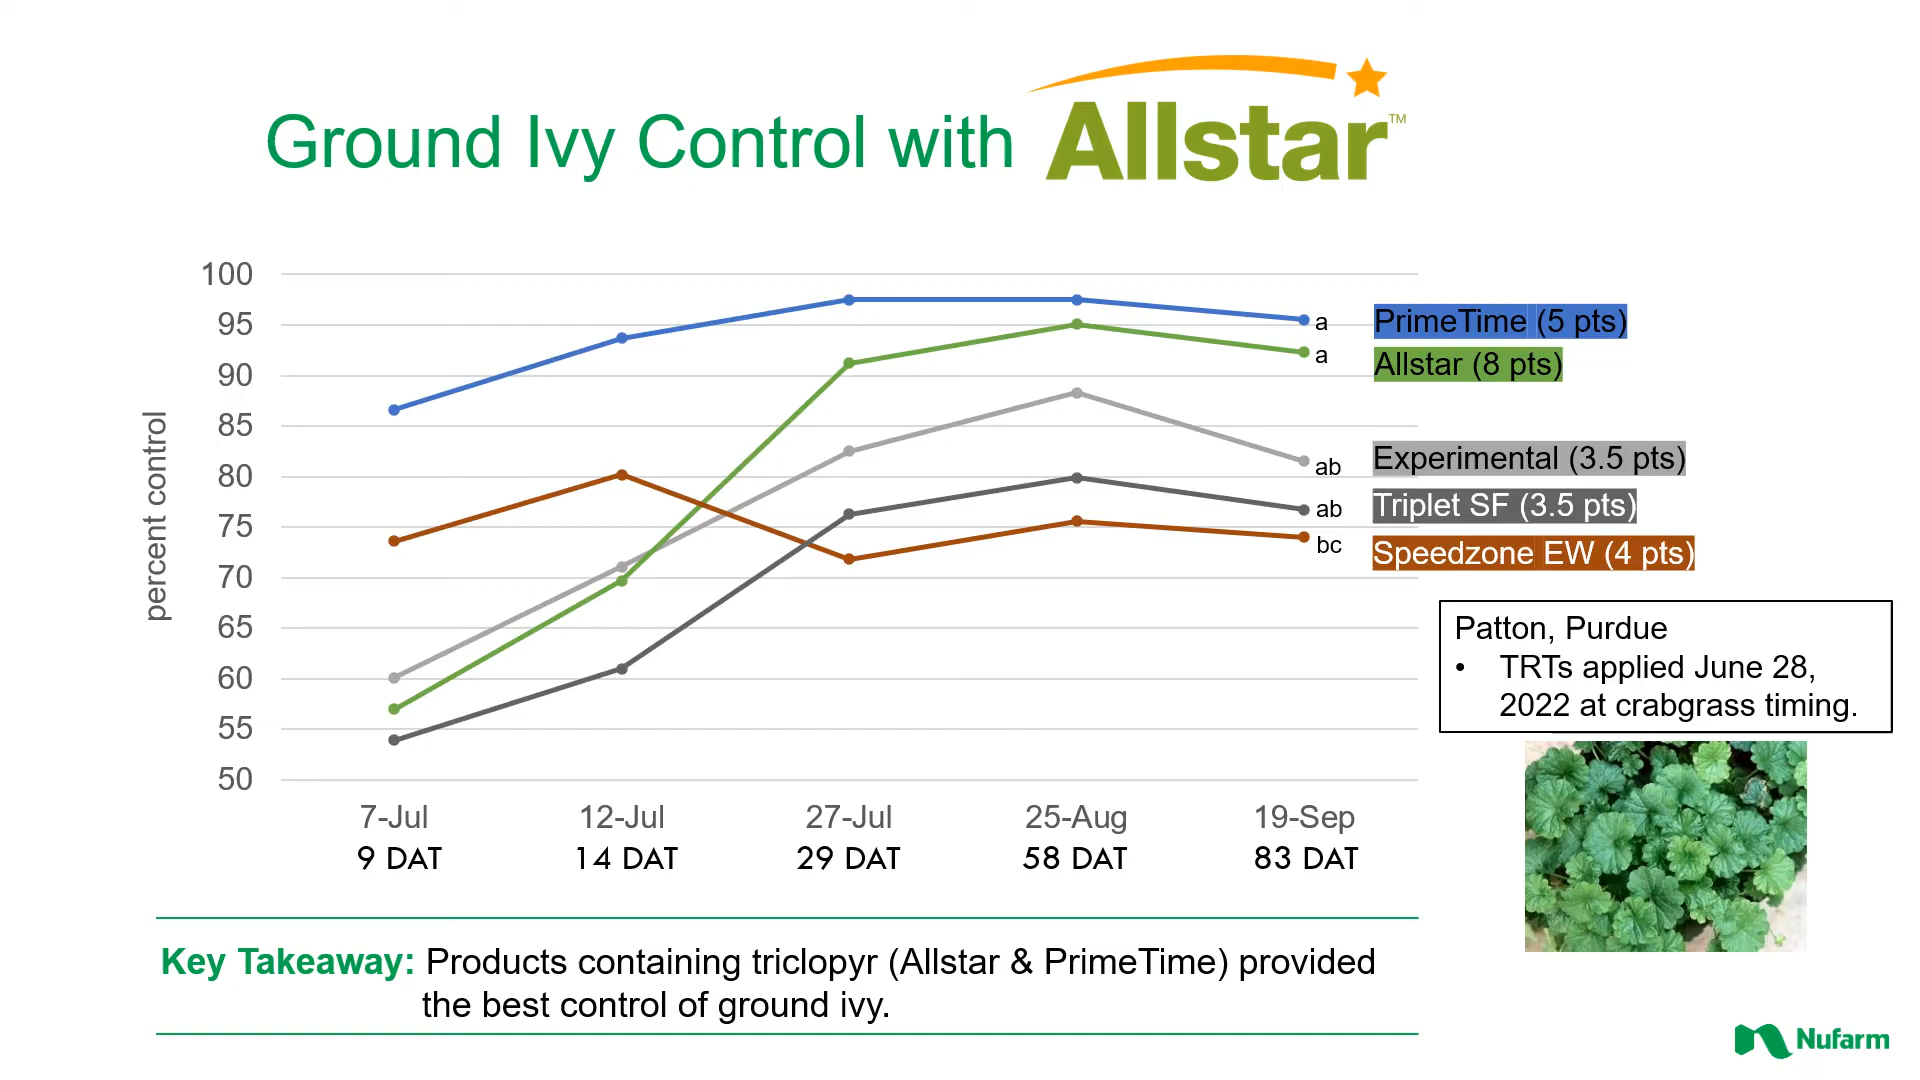 Ground Ivy Control with Allstar™
100
95
90
85
80
75
70
65
60
55
50
percent control
a
a
ab
ab
bc
PrimeTime (5 pts)
Allstar (8 pts)
Experimental (3.5 pts)
Triplet SF (3.5 pts)
Speedzone EW (4 pts)
7-Jul 12-Jul 27-Jul 25-Aug 19-Sep
9 DAT 14 DAT 29 DAT 58 DAT 83 DAT
Patton, Purdue
• TRTs applied June 28,
2022 at crabgrass timing.
Key Takeaway: Products containing triclopyr (Allstar & PrimeTime) provided
the best control of ground ivy.
Nufarm